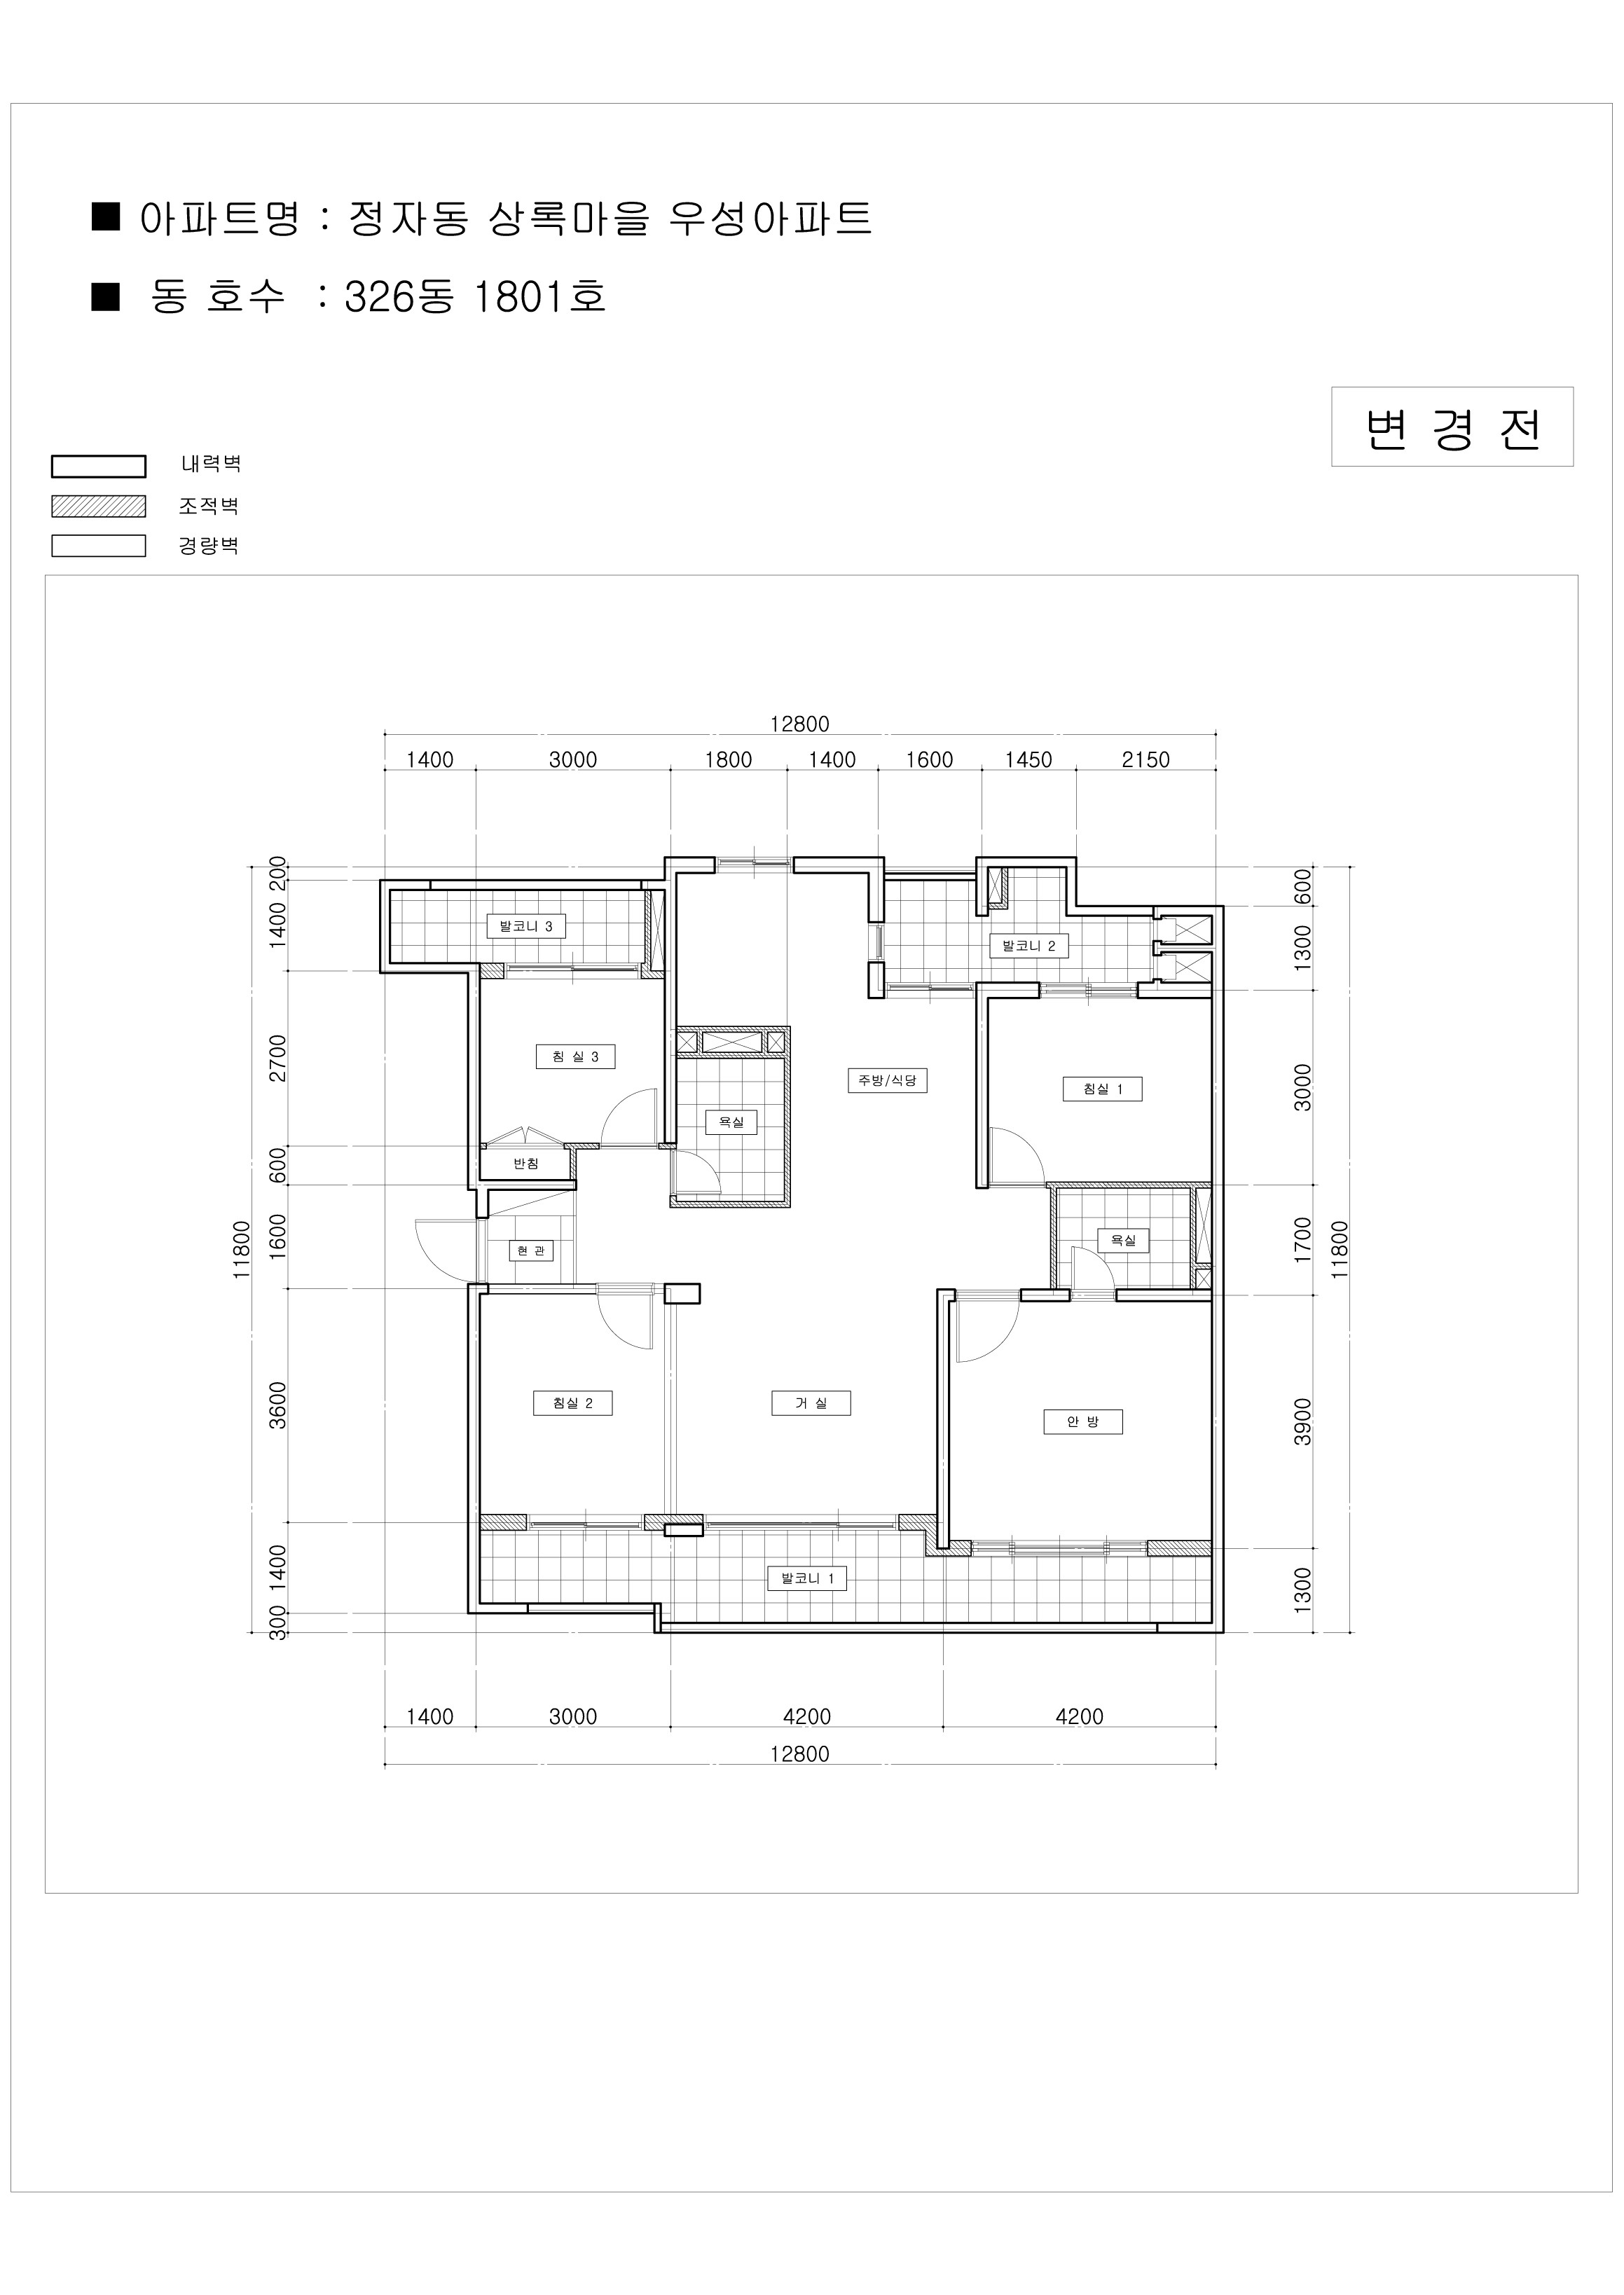 ■ 아파트명 : 정자동 상록마을 우성아파트
■ 동 호수 : 326동 1801호
변 경 전
내력벽
조적벽
경량벽
12800
1400 3000 1800 1400 1600 1450 2150
200
1400
2700
600
1600
3600
1400
300
11800
600
1300
3000
1700
3900
1300
11800
발코니 3
발코니 2
침 실 3
주방/식당
침실 1
욕실
반침
현 관
욕실
침실 2
거 실
안 방
발코니 1
1400 3000 4200 4200
12800